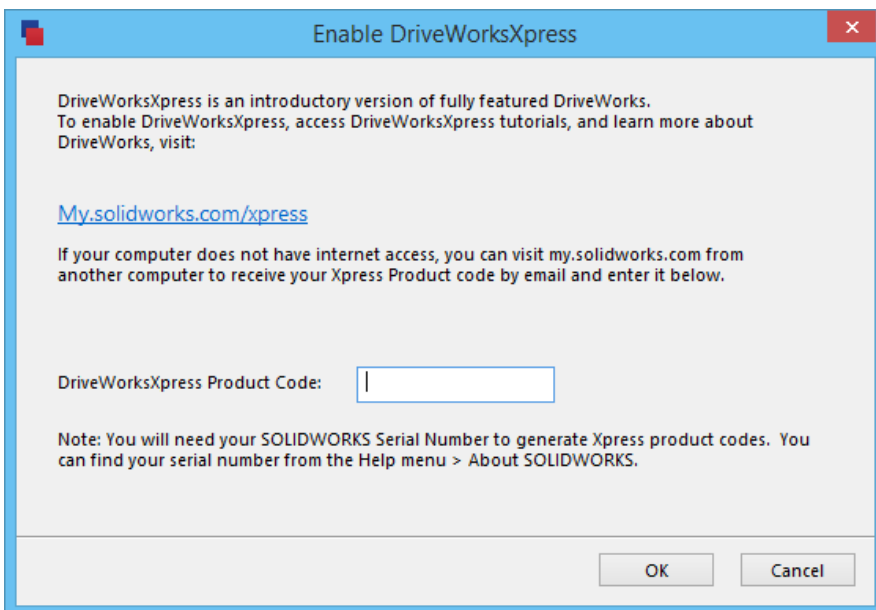 Enable DriveWorksXpress
DriveWorksXpress is an introductory version of fully featured DriveWorks.
To enable DriveWorksXpress, access DriveWorksXpress tutorials, and learn more about
DriveWorks, visit:
My.solidworks.com/xpress
If your computer does not have internet access, you can visit my.solidworks.com from
another computer to receive your Xpress Product code by email and enter it below.
DriveWorksXpress Product Code:
Note: You will need your SOLIDWORKS Serial Number to generate Xpress product codes.  You
can find your serial number from the Help menu > About SOLIDWORKS.
OK Cancel